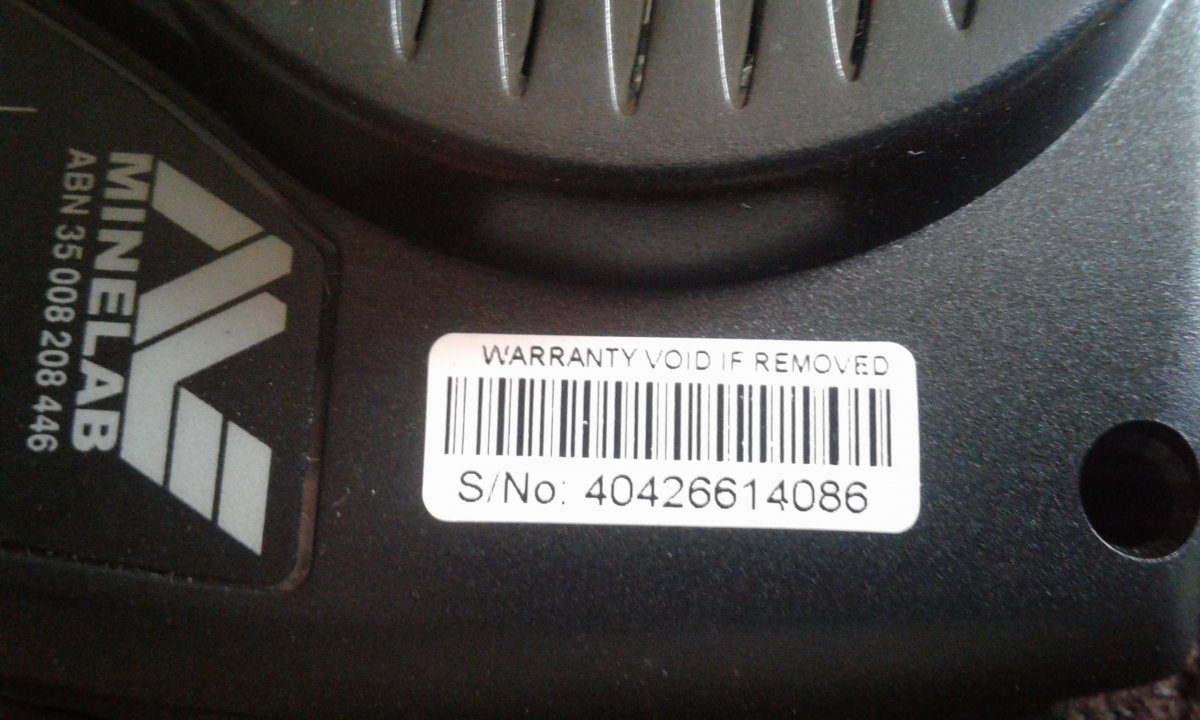 MINELAB
ABN 35 008 208 446
WARRANTY VOID IF REMOVED
S/No: 40426614086